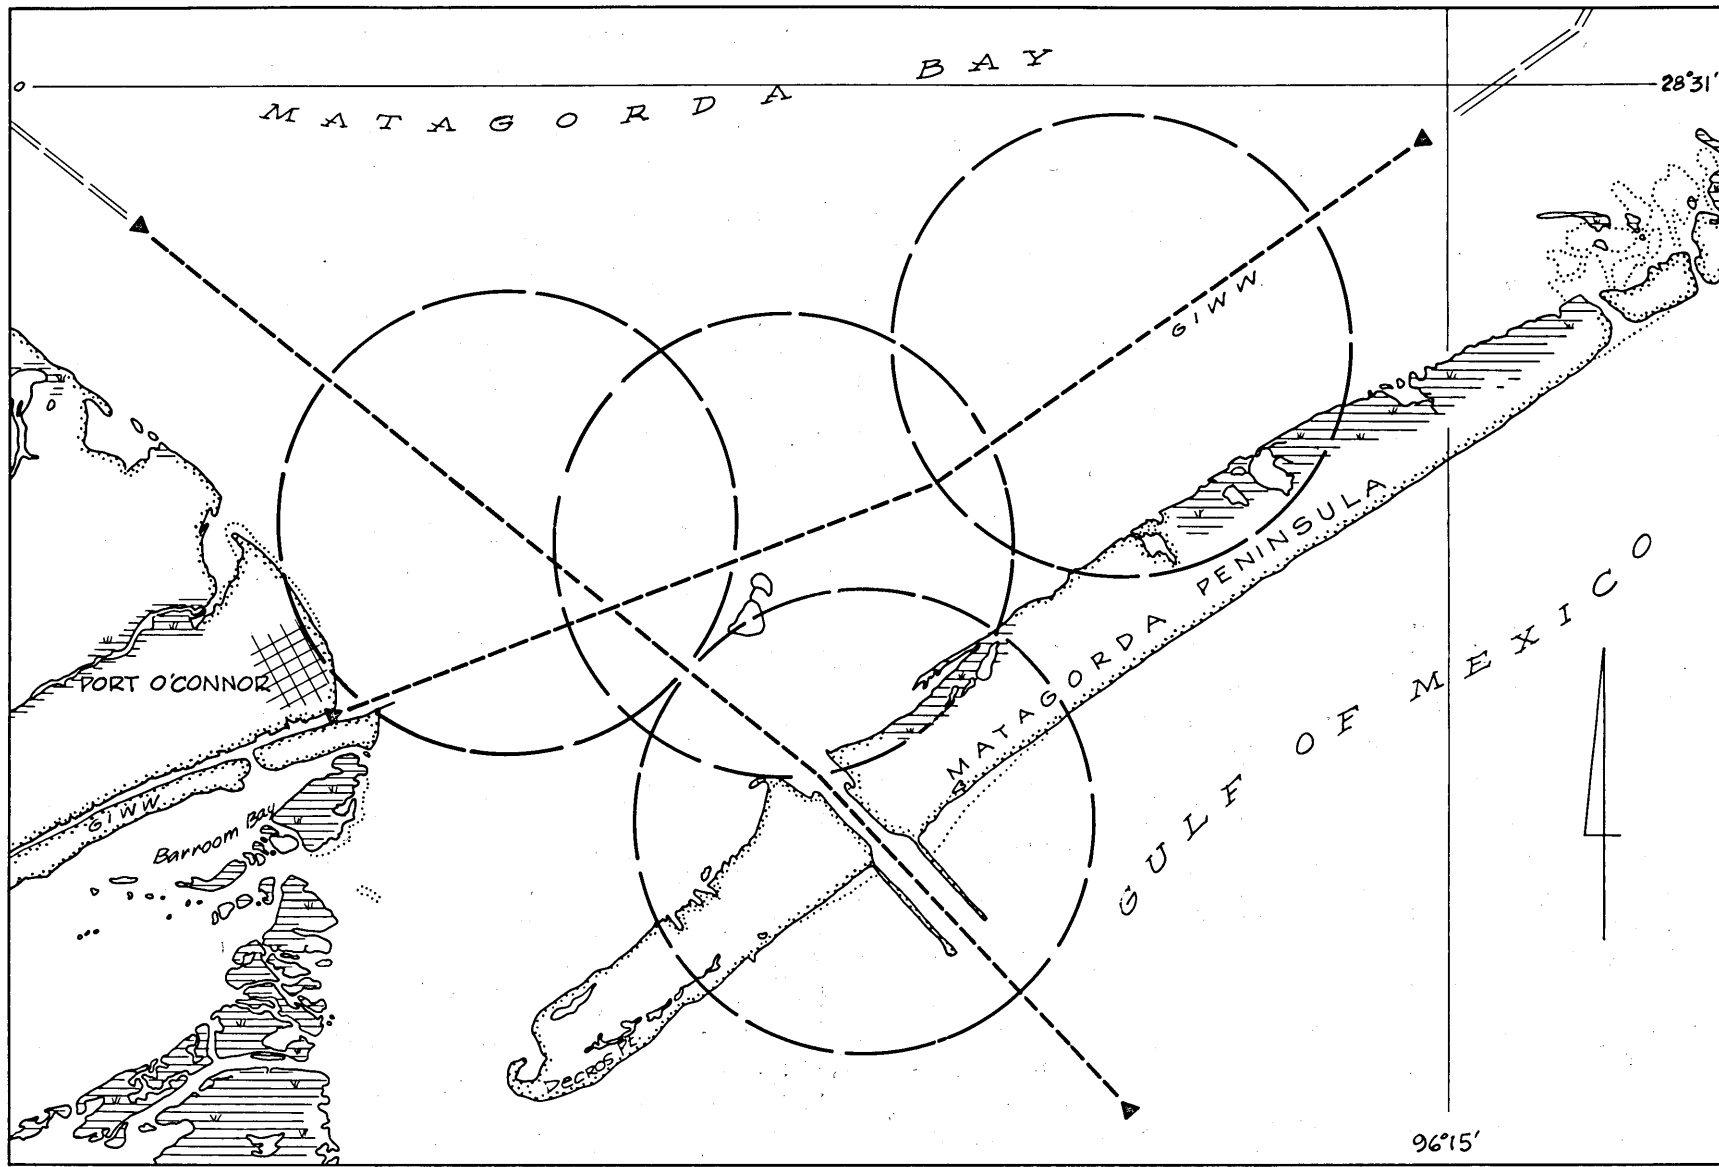 MATAGORDA BAY
28°31'
GIWW
PORT O'CONNOR
MATAGORDA PENINSULA
GULF OF MEXICO
GIWW
Barroom Bay
DECROS PT.
96°15'